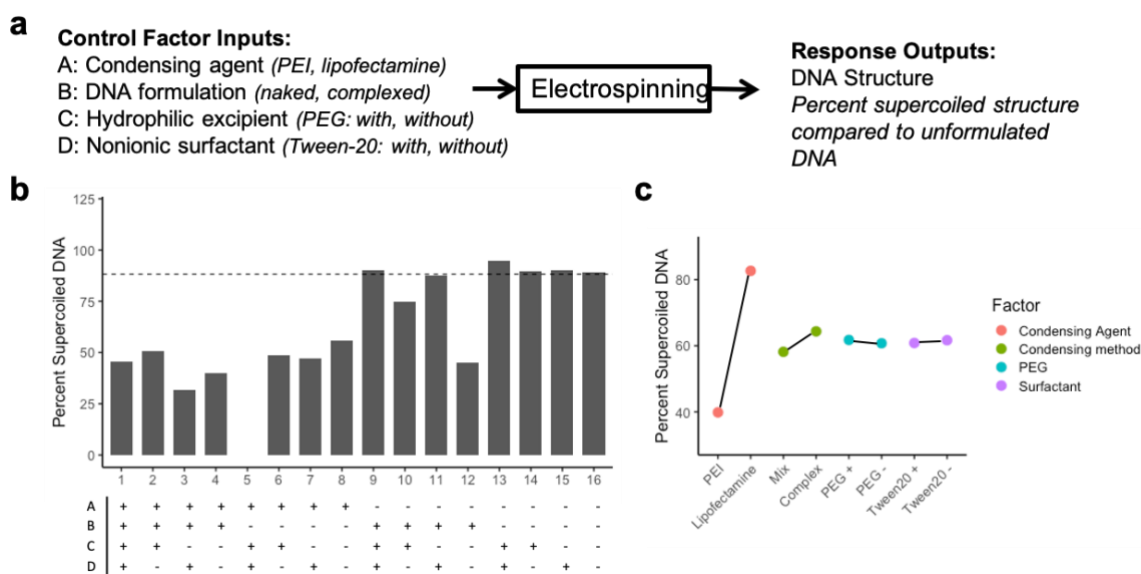 a
Control Factor Inputs:
A: Condensing agent (PEI, lipofectamine)
B: DNA formulation (naked, complexed)
C: Hydrophilic excipient (PEG: with, without)
D: Nonionic surfactant (Tween-20: with, without)
Electrospinning
Response Outputs:
DNA Structure
Percent supercoiled structure
compared to unformulated
DNA
b
Percent Supercoiled DNA
125
100
75
50
25
0
1 2 3 4 5 6 7 8 9 10 11 12 13 14 15 16
A + + + + + + + + - - - - - - - -
B + + + + - - - - + + + + - - - -
C + + - - + + - - + + - - + + - -
D + - + - + - + - + - + - + - + -
c
Percent Supercoiled DNA
80
60
40
PEI
Lipofectamine
Mix
Complex
PEG +
PEG -
Tween20 +
Tween20 -
Factor
Condensing Agent
Condensing method
PEG
Surfactant